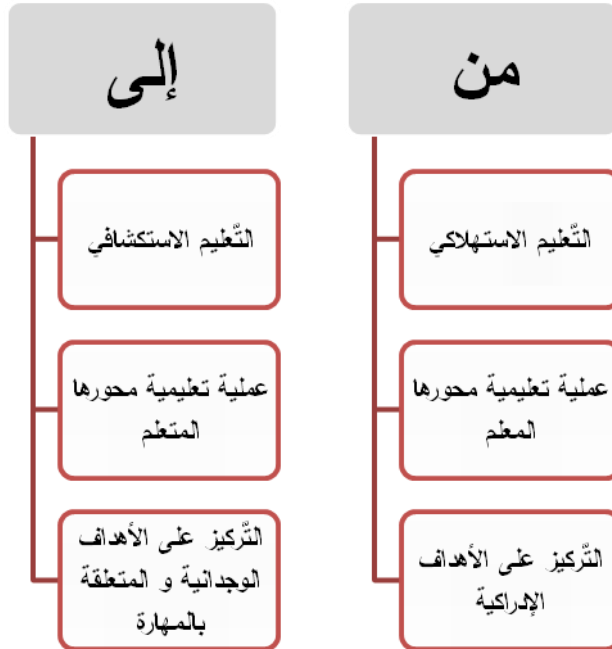 من
التّعليم الاستهلاكي
عملية تعليمية محورها
المعلم
التّركيز على الأهداف
الإدراكية
إلى
التّعليم الاستكشافي
عملية تعليمية محورها
المتعلم
التّركيز على الأهداف
الوجدانية و المتعلقة
بالمهارة